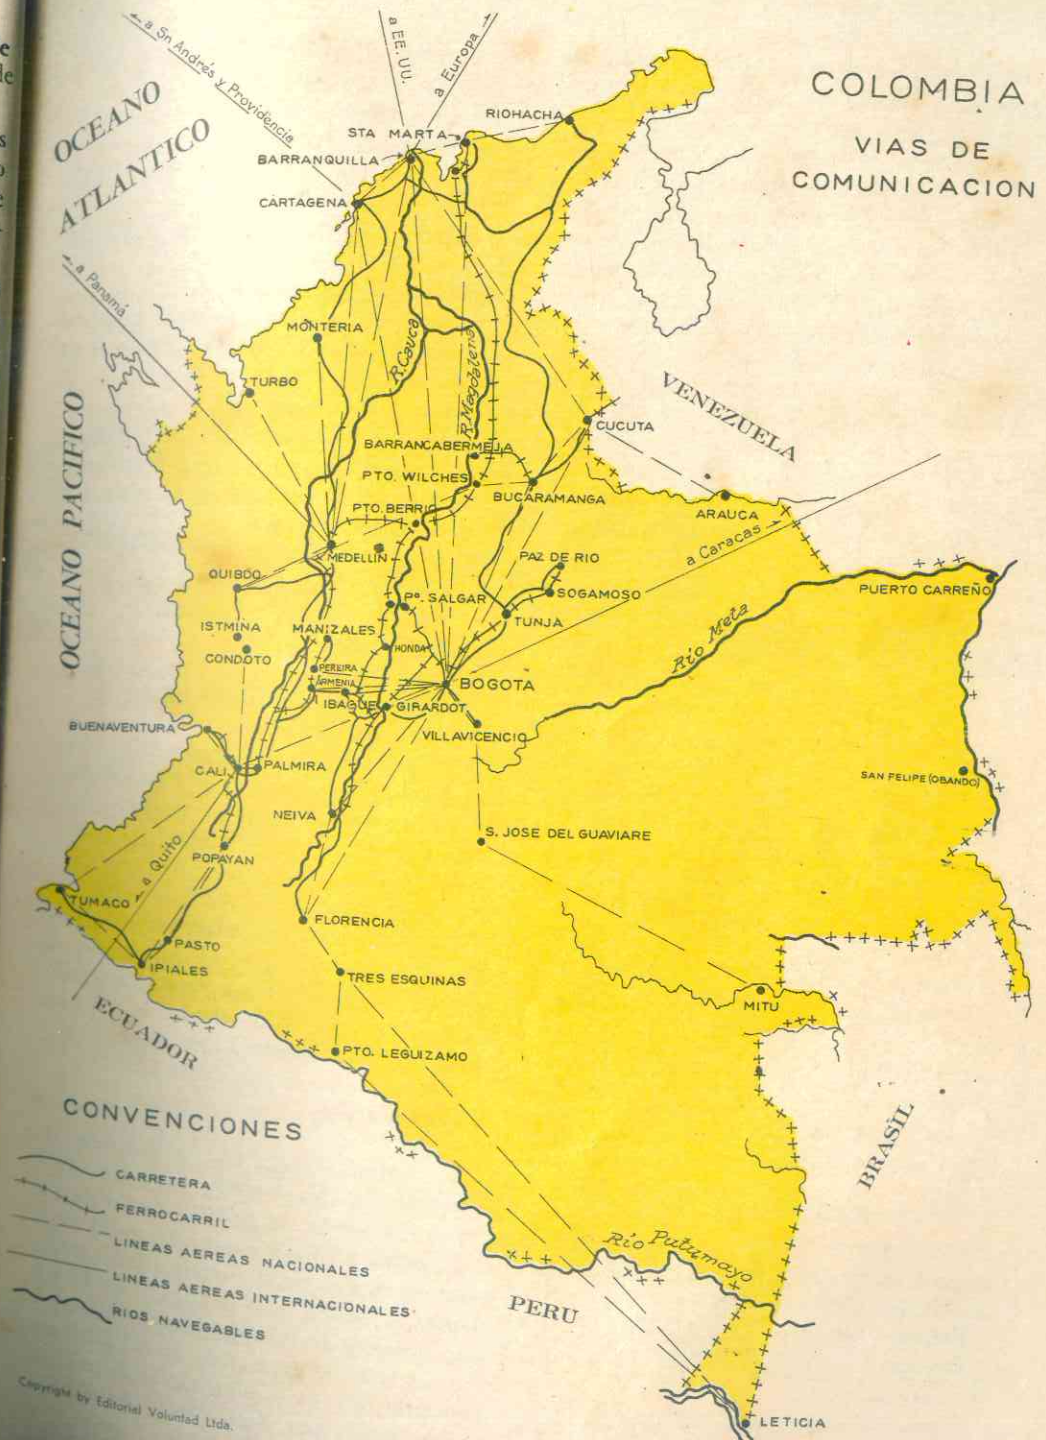 COLOMBIA
VIAS DE
COMUNICACION
a Sn Andrés y Providencia
a EE. UU.
a Europa
OCEANO
ATLANTICO
RIOHACHA
STA MARTA
BARRANQUILLA
CARTAGENA
a Panamá
MONTERIA
R. Cauca
R. Magdalena
TURBO
VENEZUELA
OCEANO PACIFICO
CUCUTA
BARRANCABERMEJA
PTO. WILCHES
BUCARAMANGA
ARAUCA
PTO. BERRIO
a Caracas
MEDELLIN
PAZ DE RIO
QUIBDO
Pº. SALGAR
SOGAMOSO
PUERTO CARREÑO
TUNJA
ISTMINA
MANIZALES
Río Meta
CONDOTO
HONDA
PEREIRA
ARMENIA
BOGOTA
IBAGUE
GIRARDOT
BUENAVENTURA
VILLAVICENCIO
CALI
PALMIRA
SAN FELIPE (OBANDO)
NEIVA
S. JOSE DEL GUAVIARE
a Quito
POPAYAN
TUMACO
FLORENCIA
PASTO
IPIALES
TRES ESQUINAS
MITU
ECUADOR
PTO. LEGUIZAMO
BRASIL
CONVENCIONES
CARRETERA
FERROCARRIL
LINEAS AEREAS NACIONALES
LINEAS AEREAS INTERNACIONALES
RIOS NAVEGABLES
Río Putumayo
PERU
LETICIA
Copyright by Editorial Voluntad Ltda.